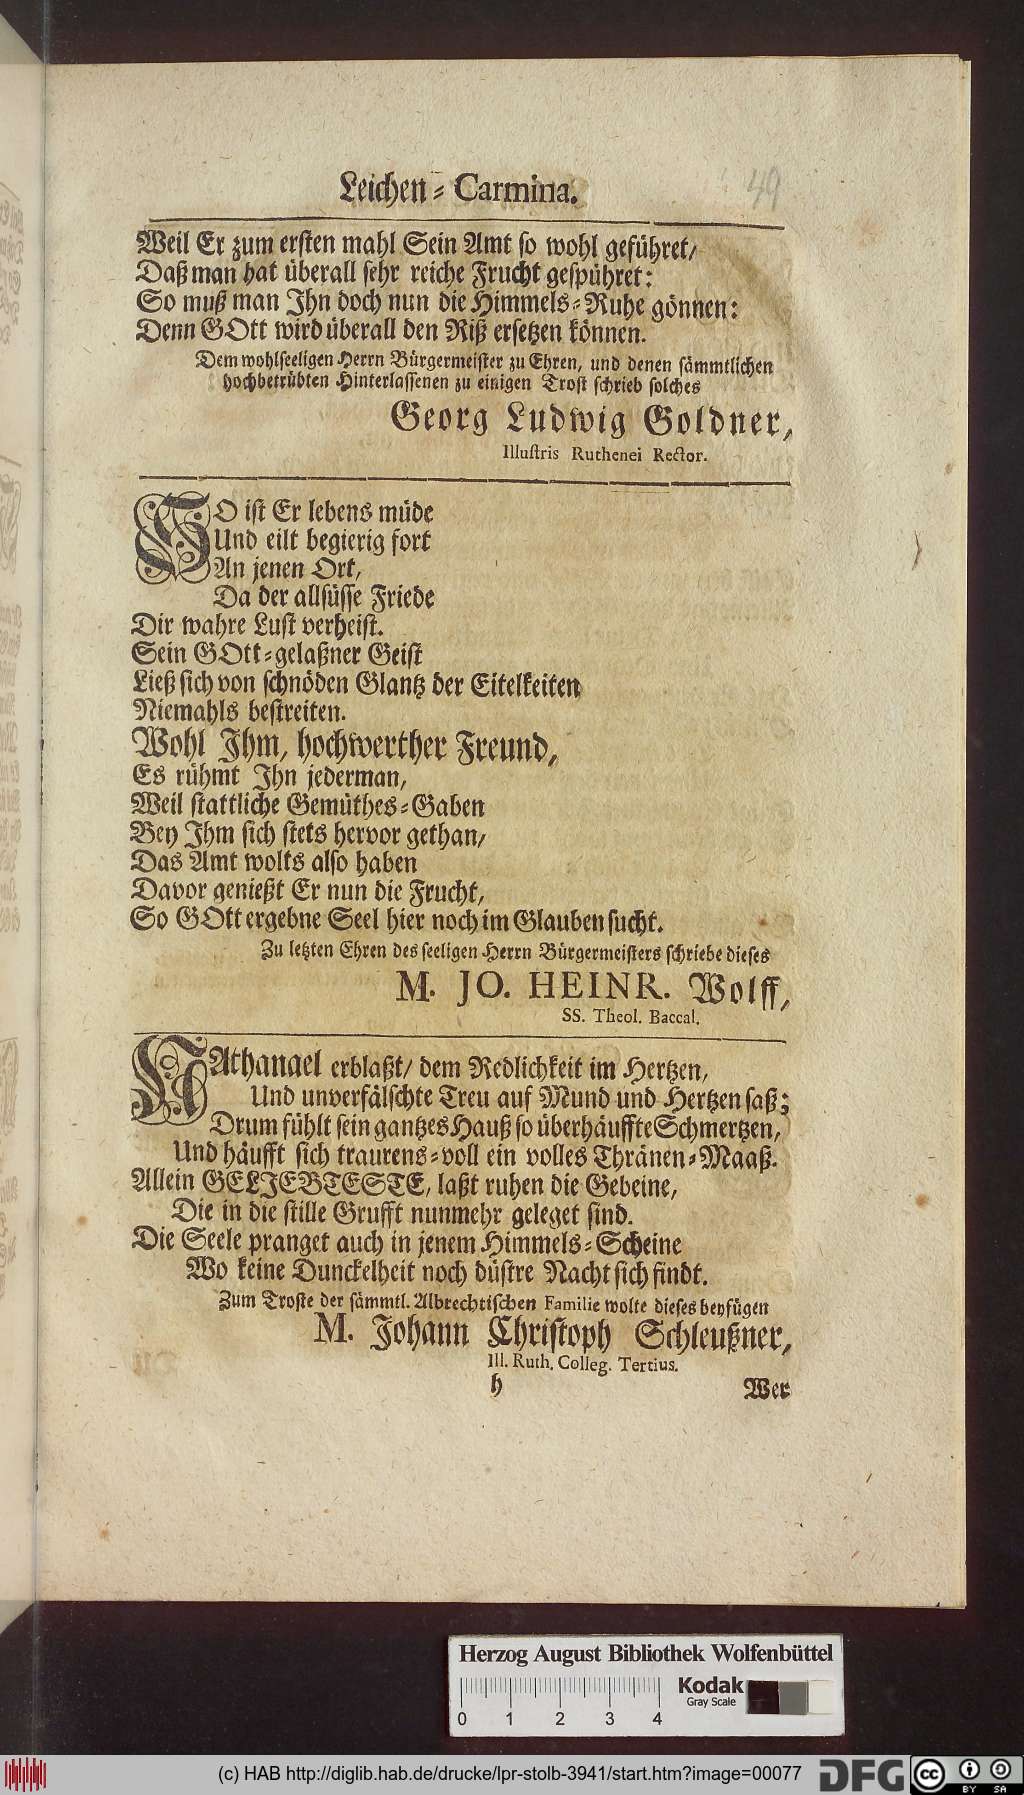 Leichen-Carmina.
49
Weil Er zum ersten mahl Sein Amt so wohl geführet/
Daß man hat überall sehr reiche Frucht gespühret:
So muß man Ihn doch nun die Himmels-Ruhe gönnen:
Denn GOtt wird überall den Riß ersetzen können.
Dem wohlseeligen Herrn Bürgermeister zu Ehren, und denen sämmtlichen
hochbetrübten Hinterlassenen zu einigen Trost schrieb solches
Georg Ludwig Goldner,
Illustris Ruthenei Rector.
SO ist Er lebens müde
Und eilt begierig fort
An jenen Ort,
Da der allsüsse Friede
Dir wahre Lust verheist.
Sein GOtt-gelaßner Geist
Ließ sich von schnöden Glantz der Eitelkeiten
Niemahls bestreiten.
Wohl Ihm, hochwerther Freund,
Es rühmt Ihn jederman,
Weil stattliche Gemüthes-Gaben
Bey Ihm sich stets hervor gethan/
Das Amt wolts also haben
Davor genießt Er nun die Frucht,
So GOtt ergebne Seel hier noch im Glauben sucht.
Zu letzten Ehren des seeligen Herrn Bürgermeisters schriebe dieses
M. JO. HEINR. Wolff,
SS. Theol. Baccal.
NAthanael erblaßt/ dem Redlichkeit im Hertzen,
Und unverfälschte Treu auf Mund und Hertzen saß;
Drum fühlt sein gantzes Hauß so überhäuffte Schmertzen,
Und häufft sich traurens-voll ein volles Thränen-Maaß.
Allein GELIEBTESTE, laßt ruhen die Gebeine,
Die in die stille Grufft nunmehr geleget sind.
Die Seele pranget auch in jenem Himmels-Scheine
Wo keine Dunckelheit noch düstre Nacht sich findt.
Zum Troste der sämmtl. Albrechtischen Familie wolte dieses beyfügen
M. Johann Christoph Schleußner,
Ill. Ruth. Colleg. Tertius.
h
Wer
Herzog August Bibliothek Wolfenbüttel
Kodak
Gray Scale
0 1 2 3 4
(c) HAB http://diglib.hab.de/drucke/lpr-stolb-3941/start.htm?image=00077
DFG
cc BY SA